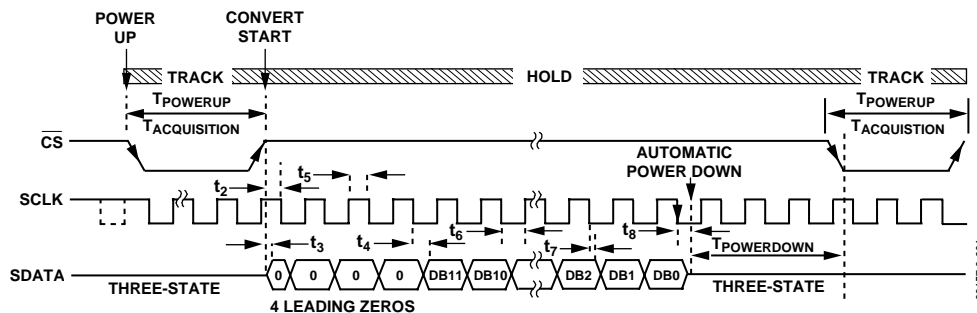 POWER UP
CONVERT START
TRACK
HOLD
TRACK
TPOWERUP
TACQUISITION
TPOWERUP
TACQUISITION
CS
AUTOMATIC POWER DOWN
t2
t5
SCLK
t3
t4
t6
t7
t8
TPOWERDOWN
SDATA
THREE-STATE
0
0
0
0
DB11
DB10
DB2
DB1
DB0
THREE-STATE
4 LEADING ZEROS